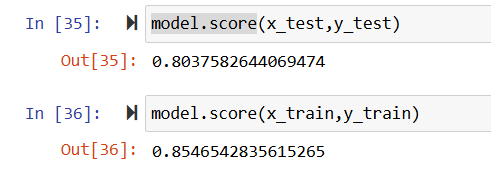 In [35]: model.score(x_test,y_test)
Out[35]: 0.8037582644069474
In [36]: model.score(x_train,y_train)
Out[36]: 0.8546542835615265